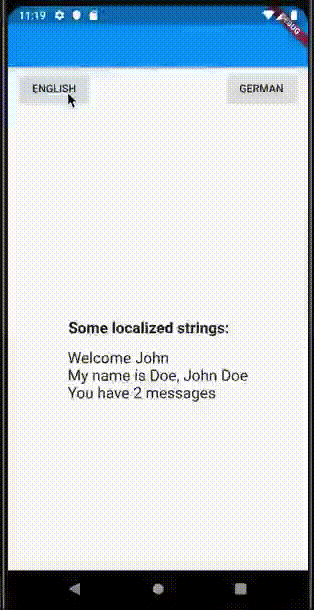 11:19
ENGLISH
GERMAN
Some localized strings:
Welcome John
My name is Doe, John Doe
You have 2 messages